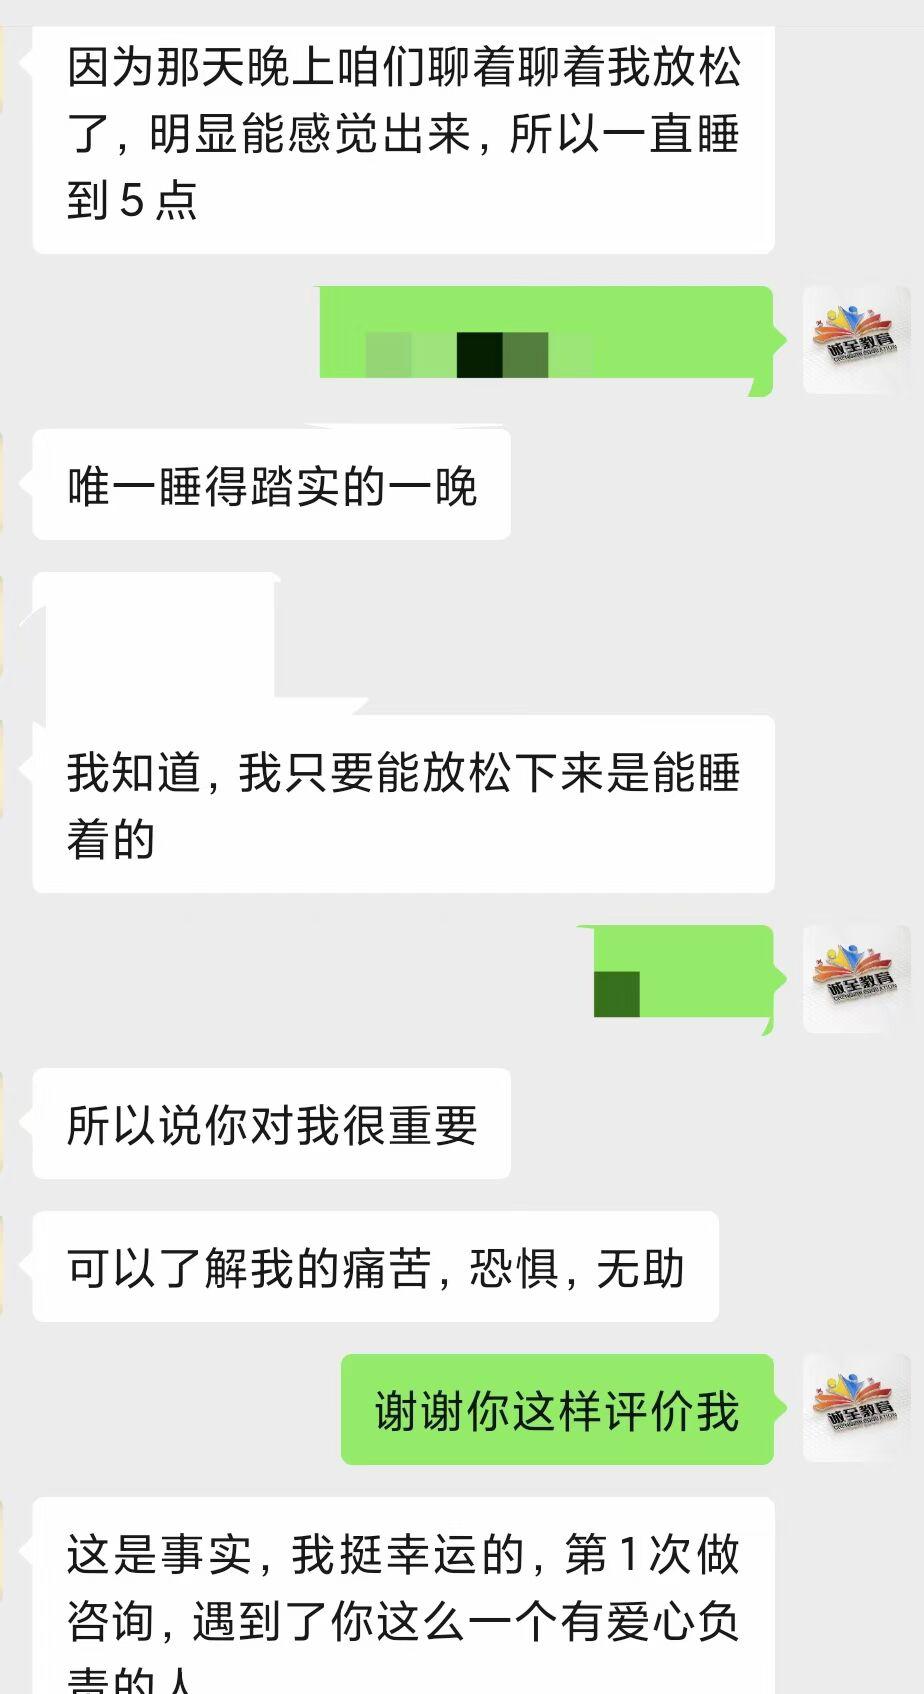 因为那天晚上咱们聊着聊着我放松
了，明显能感觉出来，所以一直睡
到5点
诚至教育
唯一睡得踏实的一晚
我知道，我只要能放松下来是能睡
着的
诚至教育
所以说你对我很重要
可以了解我的痛苦，恐惧，无助
谢谢你这样评价我
诚至教育
这是事实，我挺幸运的，第1次做
咨询，遇到了你这么一个有爱心负
责的人